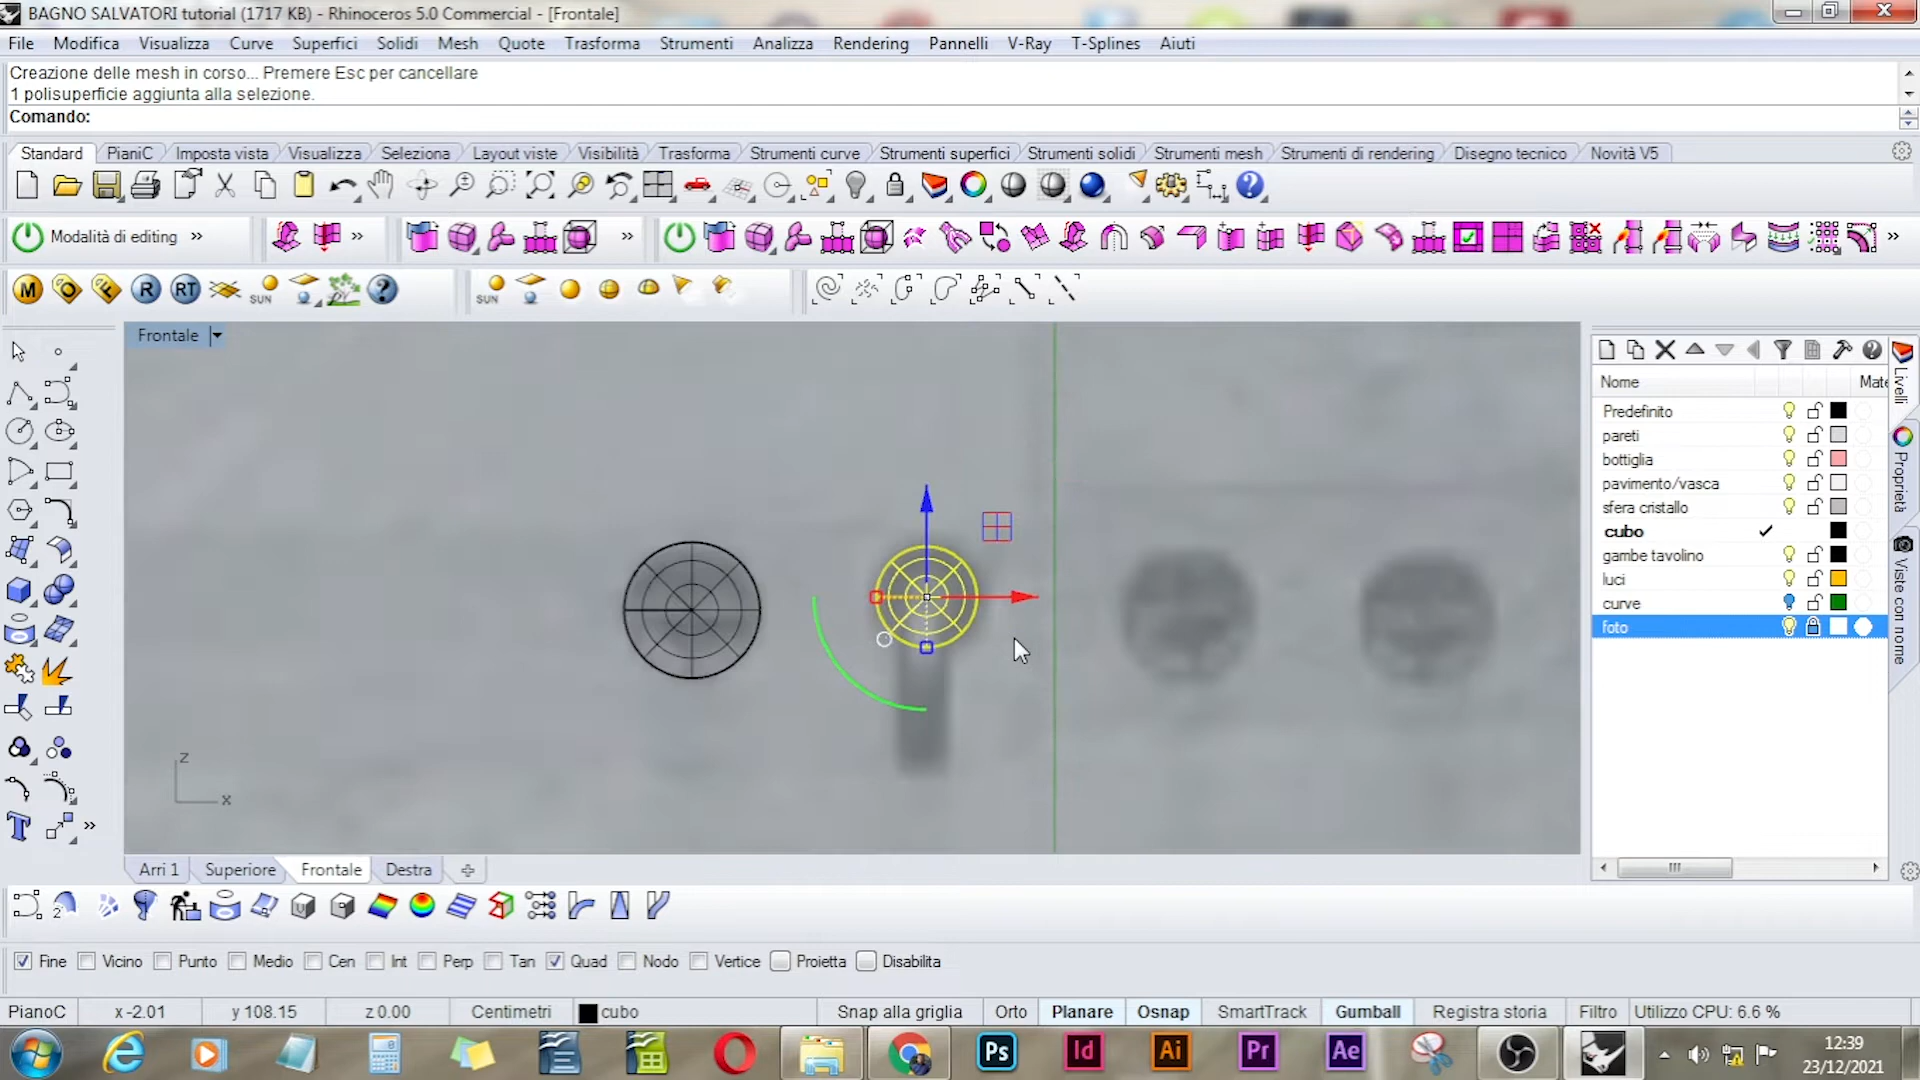 BAGNO SALVATORI tutorial (1717 KB) - Rhinoceros 5.0 Commercial - [Frontale]
File Modifica Visualizza Curve Superfici Solidi Mesh Quote Trasforma Strumenti Analizza Rendering Pannelli V-Ray T-Splines Aiuti
Creazione delle mesh in corso... Premere Esc per cancellare
1 polisuperficie aggiunta alla selezione.
Comando:
Standard PianiC Imposta vista Visualizza Seleziona Layout viste Visibilità Trasforma Strumenti curve Strumenti superfici Strumenti solidi Strumenti mesh Strumenti di rendering Disegno tecnico Novità V5
Modalità di editing
M O F R RT SUN SUN
Frontale
Nome Mate
Predefinito
pareti
bottiglia
pavimento/vasca
sfera cristallo
cubo
gambe tavolino
luci
curve
foto
Livelli
Proprietà
Viste con nome
z
x
Arri 1 Superiore Frontale Destra
Fine Vicino Punto Medio Cen Int Perp Tan Quad Nodo Vertice Proietta Disabilita
PianoC x -2.01 y 108.15 z 0.00 Centimetri cubo Snap alla griglia Orto Planare Osnap SmartTrack Gumball Registra storia Filtro Utilizzo CPU: 6.6 %
Ps Id Ai Pr Ae
12:39
23/12/2021